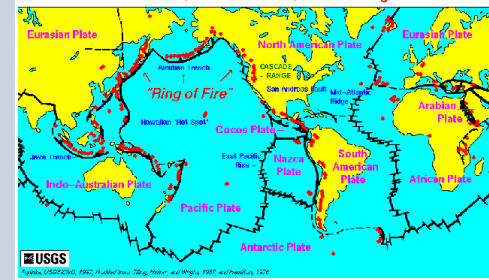 Eurasian Plate
North American Plate
Eurasian Plate
Aleutian Trench
CASCADE
RANGE
"Ring of Fire"
San Andreas Fault
Mid-Atlantic
Ridge
Arabian
Plate
Hawaiian "Hot Spot"
Cocos Plate
Java Trench
East Pacific
Rise
Nazca
Plate
South
American
Plate
Indo-Australian Plate
African Plate
Pacific Plate
Antarctic Plate
USGS